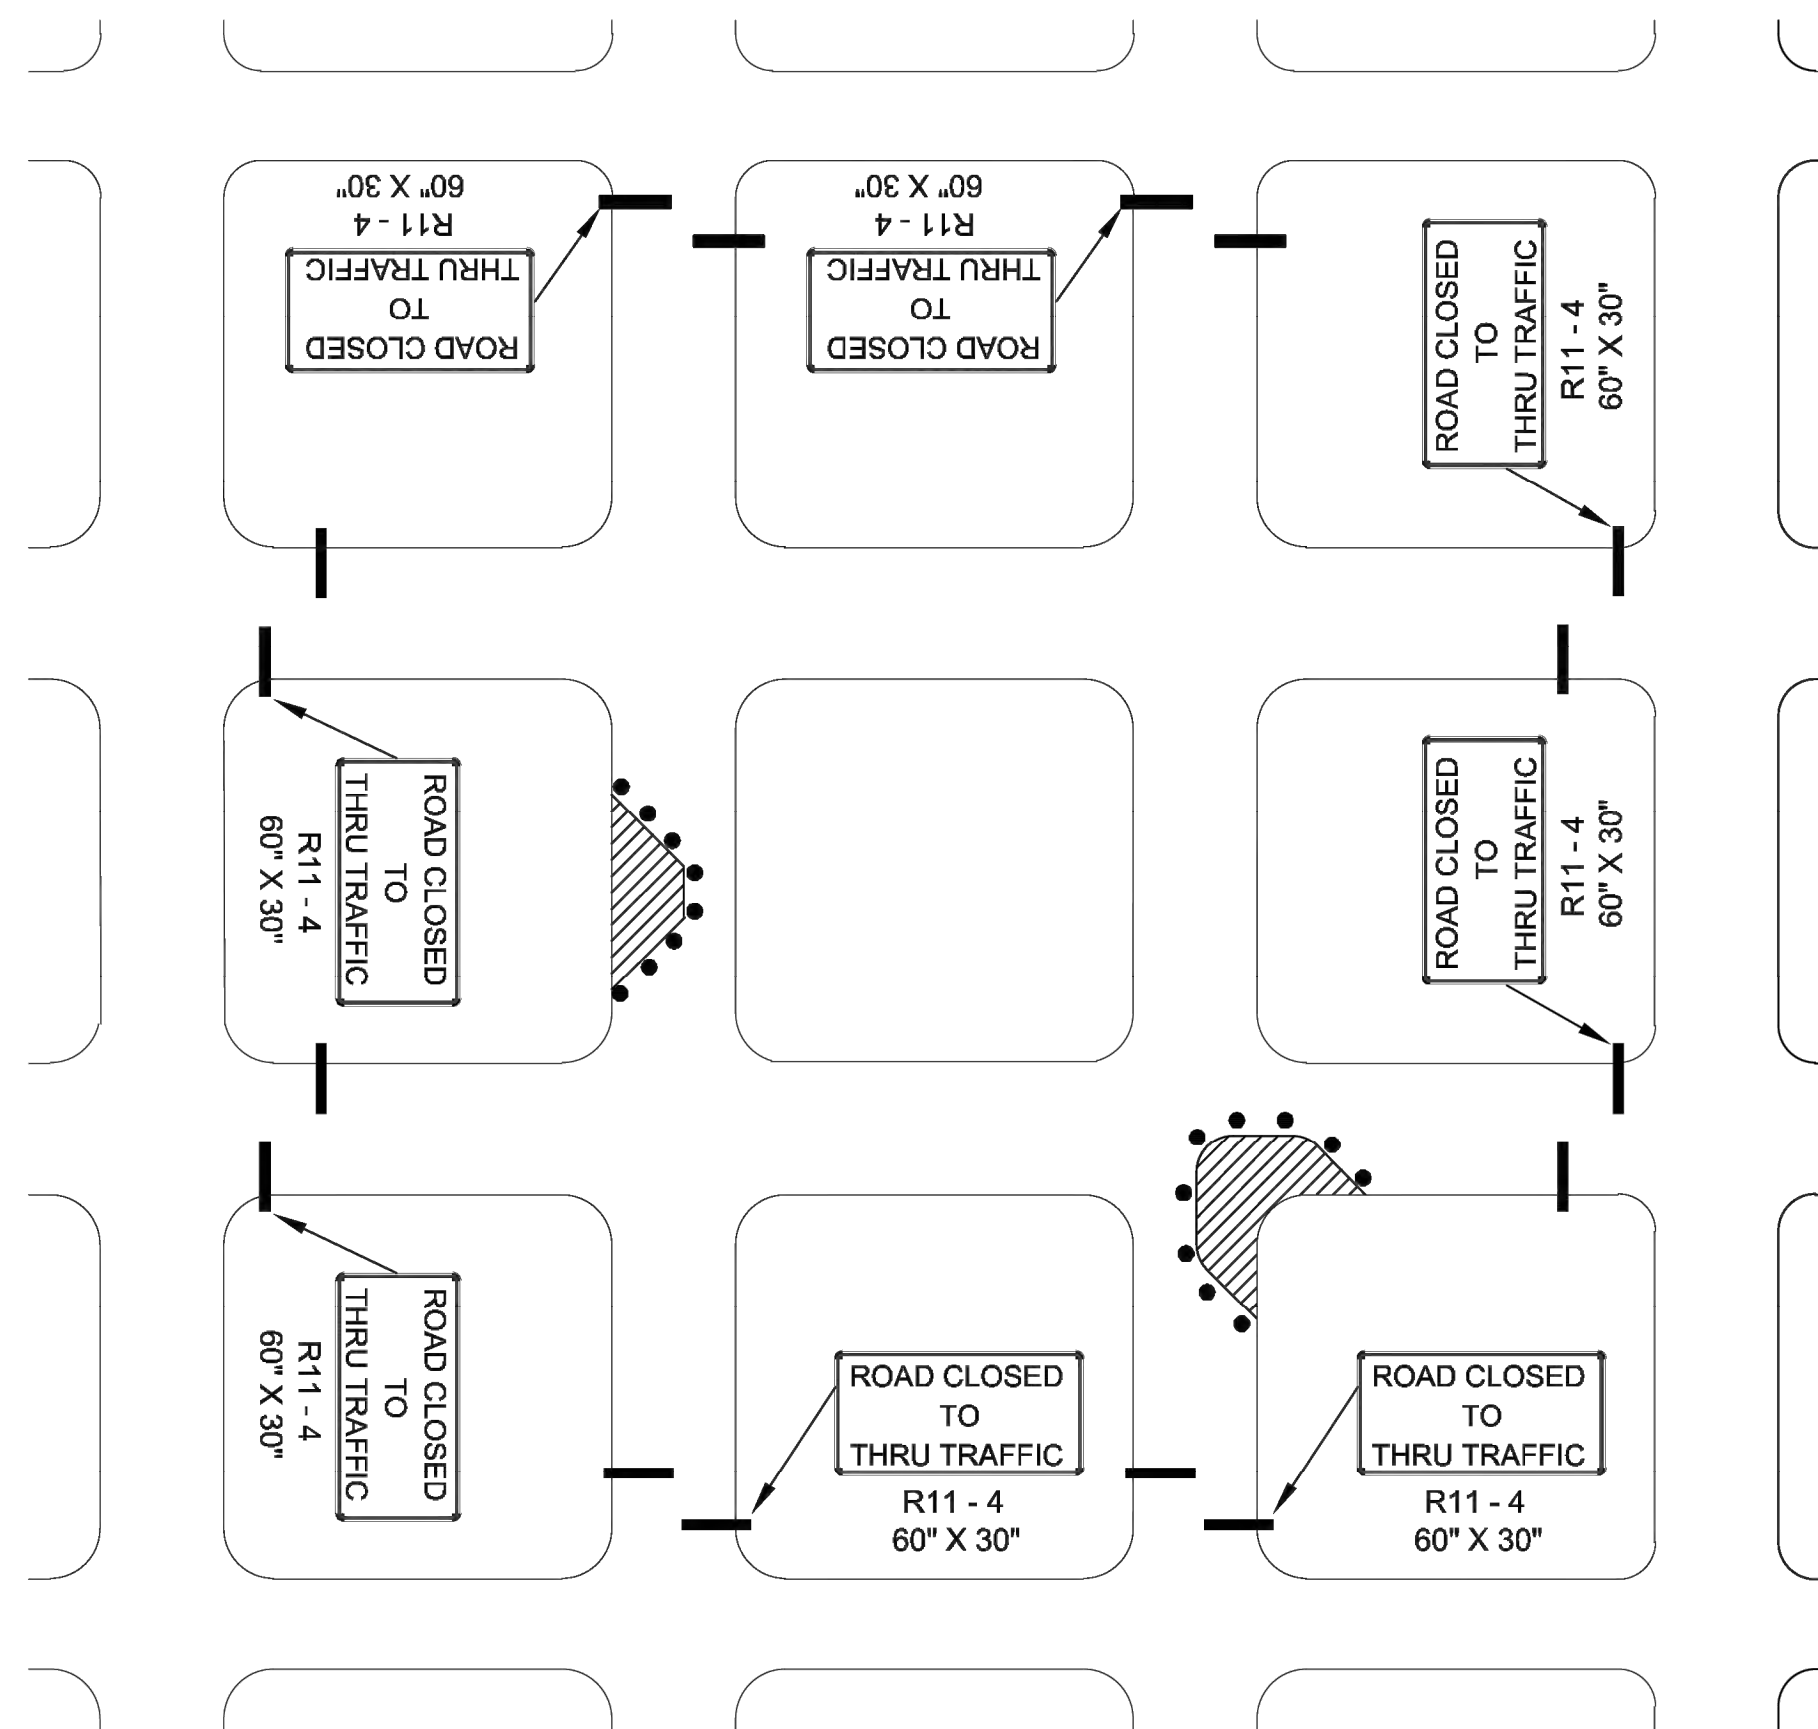 ROAD CLOSED
TO
THRU TRAFFIC
R11 - 4
60" X 30"
ROAD CLOSED
TO
THRU TRAFFIC
R11 - 4
60" X 30"
ROAD CLOSED
TO
THRU TRAFFIC
R11 - 4
60" X 30"
ROAD CLOSED
TO
THRU TRAFFIC
R11 - 4
60" X 30"
ROAD CLOSED
TO
THRU TRAFFIC
R11 - 4
60" X 30"
ROAD CLOSED
TO
THRU TRAFFIC
R11 - 4
60" X 30"
ROAD CLOSED
TO
THRU TRAFFIC
R11 - 4
60" X 30"
ROAD CLOSED
TO
THRU TRAFFIC
R11 - 4
60" X 30"